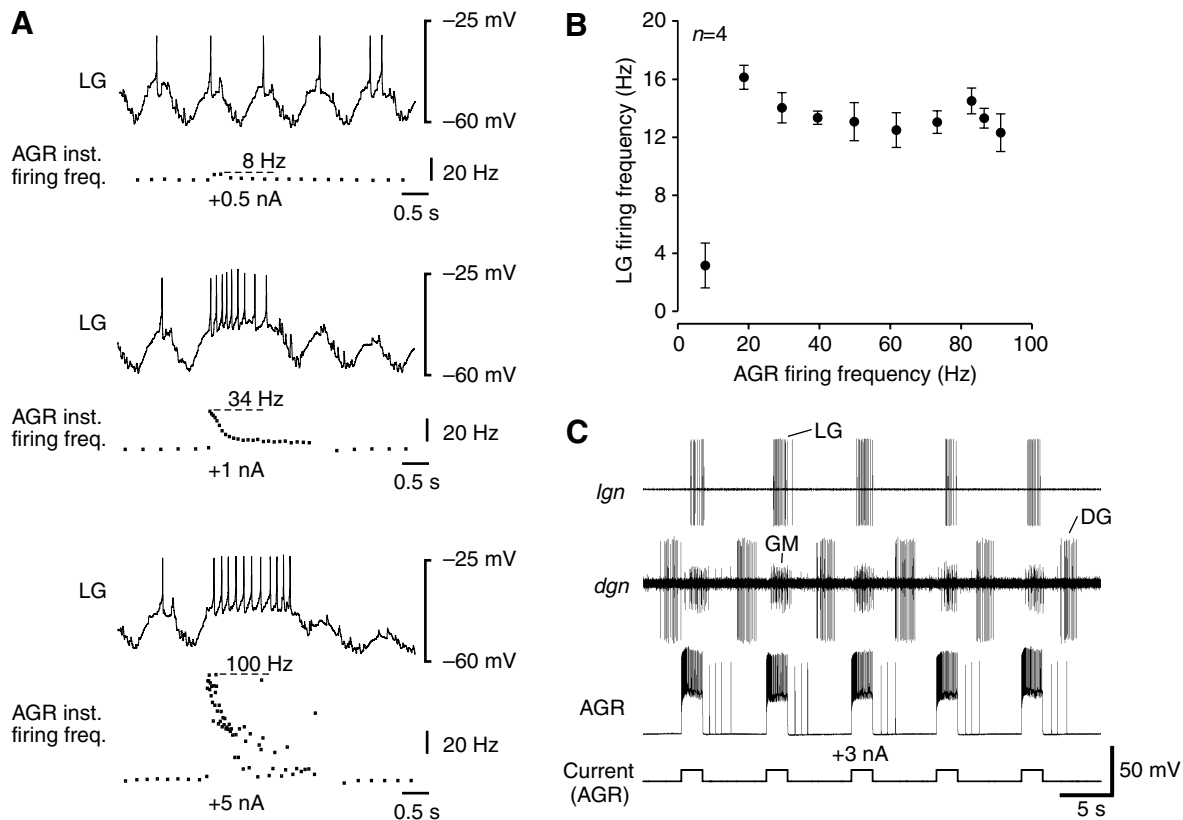 A
–25 mV
LG
–60 mV
AGR inst.
firing freq.
8 Hz
20 Hz
+0.5 nA
0.5 s
–25 mV
LG
–60 mV
AGR inst.
firing freq.
34 Hz
20 Hz
+1 nA
0.5 s
–25 mV
LG
–60 mV
100 Hz
AGR inst.
firing freq.
20 Hz
+5 nA
0.5 s
B
n=4
LG firing frequency (Hz)
20
16
12
8
4
0
0 20 40 60 80 100
AGR firing frequency (Hz)
C
LG
lgn
DG
GM
dgn
AGR
+3 nA
Current
(AGR)
50 mV
5 s